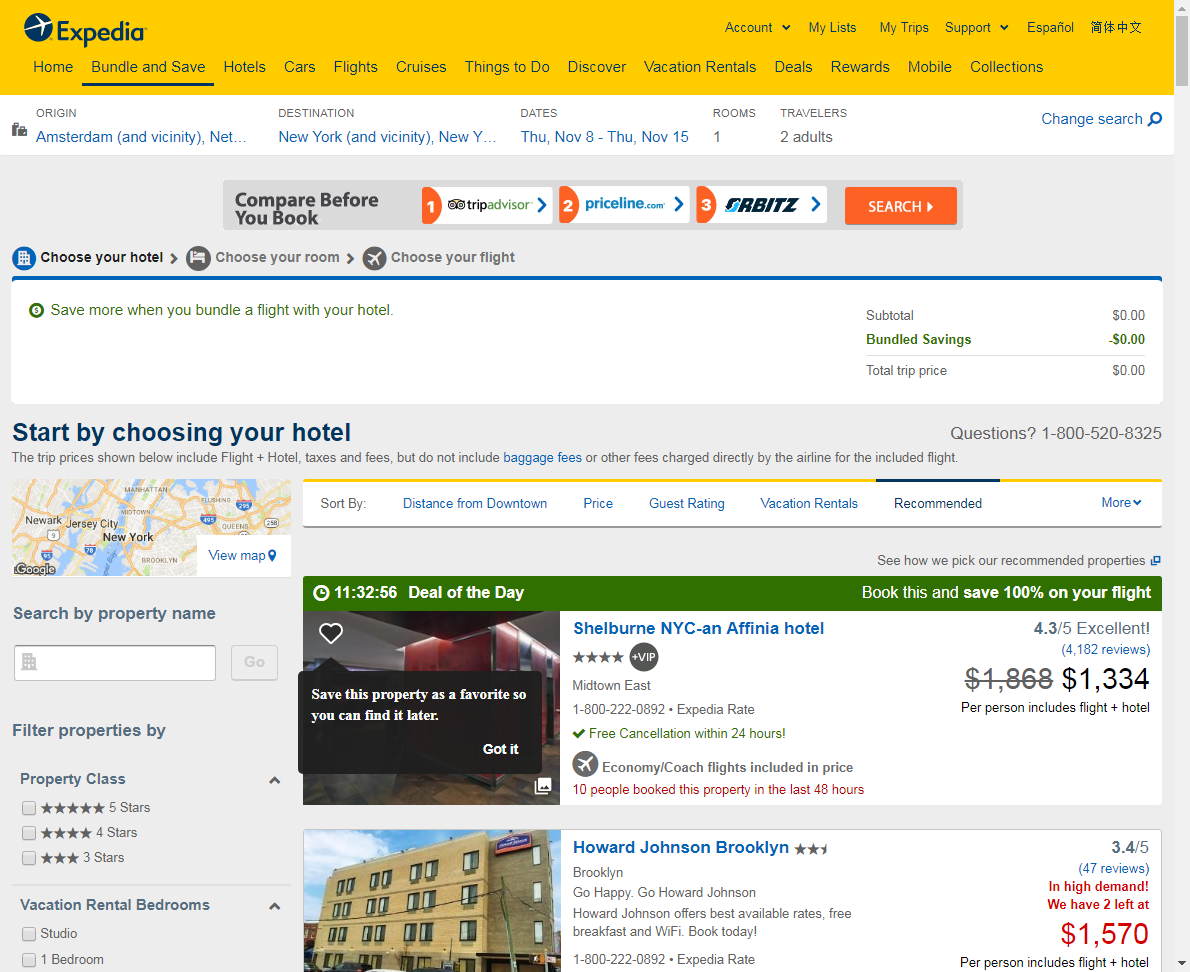 Expedia
Account My Lists My Trips Support Español 简体中文
Home Bundle and Save Hotels Cars Flights Cruises Things to Do Discover Vacation Rentals Deals Rewards Mobile Collections
ORIGIN DESTINATION DATES ROOMS TRAVELERS
Amsterdam (and vicinity), Net… New York (and vicinity), New Y… Thu, Nov 8 - Thu, Nov 15 1 2 adults
Change search
Compare Before
You Book
1 tripadvisor 2 priceline.com 3 ORBITZ SEARCH
Choose your hotel Choose your room Choose your flight
Save more when you bundle a flight with your hotel.
Subtotal $0.00
Bundled Savings -$0.00
Total trip price $0.00
Start by choosing your hotel
Questions? 1-800-520-8325
The trip prices shown below include Flight + Hotel, taxes and fees, but do not include baggage fees or other fees charged directly by the airline for the included flight.
MANHATTAN
FLUSHING
295
MIDTOWN
Newark
Jersey City
495
QUEENS
258
9
New York
95
78
BROOKLYN
Google
View map
Search by property name
Go
Filter properties by
Property Class
5 Stars
4 Stars
3 Stars
Vacation Rental Bedrooms
Studio
1 Bedroom
Sort By: Distance from Downtown Price Guest Rating Vacation Rentals Recommended More
See how we pick our recommended properties
11:32:56 Deal of the Day Book this and save 100% on your flight
Save this property as a favorite so
you can find it later.
Got it
Shelburne NYC-an Affinia hotel
+VIP
Midtown East
1-800-222-0892 • Expedia Rate
Free Cancellation within 24 hours!
Economy/Coach flights included in price
10 people booked this property in the last 48 hours
4.3/5 Excellent!
(4,182 reviews)
$1,868 $1,334
Per person includes flight + hotel
Howard Johnson Brooklyn
Brooklyn
Go Happy. Go Howard Johnson
Howard Johnson offers best available rates, free
breakfast and WiFi. Book today!
1-800-222-0892 • Expedia Rate
3.4/5
(47 reviews)
In high demand!
We have 2 left at
$1,570
Per person includes flight + hotel